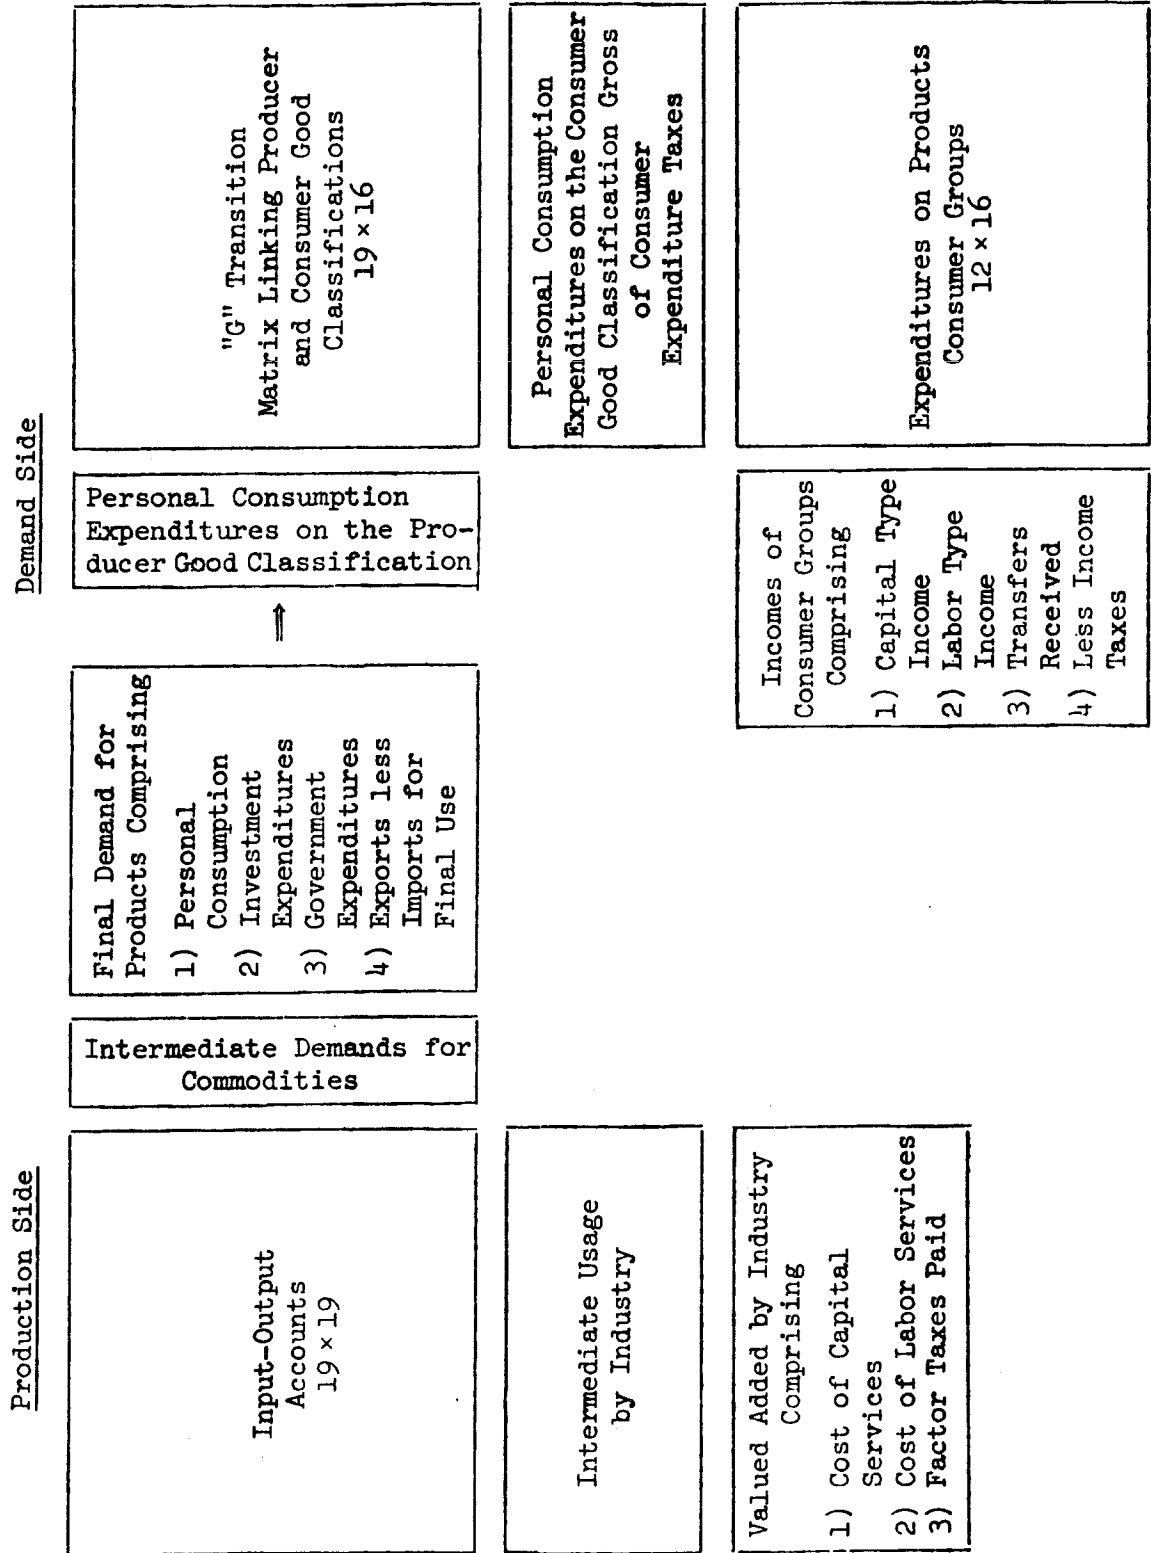 Production Side
Demand Side
Input-Output
Accounts
19 × 19
Intermediate Demands for
Commodities
Final Demand for
Products Comprising
1) Personal
Consumption
2) Investment
Expenditures
3) Government
Expenditures
4) Exports less
Imports for
Final Use
⇒
Personal Consumption
Expenditures on the Pro-
ducer Good Classification
"G" Transition
Matrix Linking Producer
and Consumer Good
Classifications
19 × 16
Intermediate Usage
by Industry
Personal Consumption
Expenditures on the Consumer
Good Classification Gross
of Consumer
Expenditure Taxes
Valued Added by Industry
Comprising
1) Cost of Capital
Services
2) Cost of Labor Services
3) Factor Taxes Paid
Incomes of
Consumer Groups
Comprising
1) Capital Type
Income
2) Labor Type
Income
3) Transfers
Received
4) Less Income
Taxes
Expenditures on Products
Consumer Groups
12 × 16